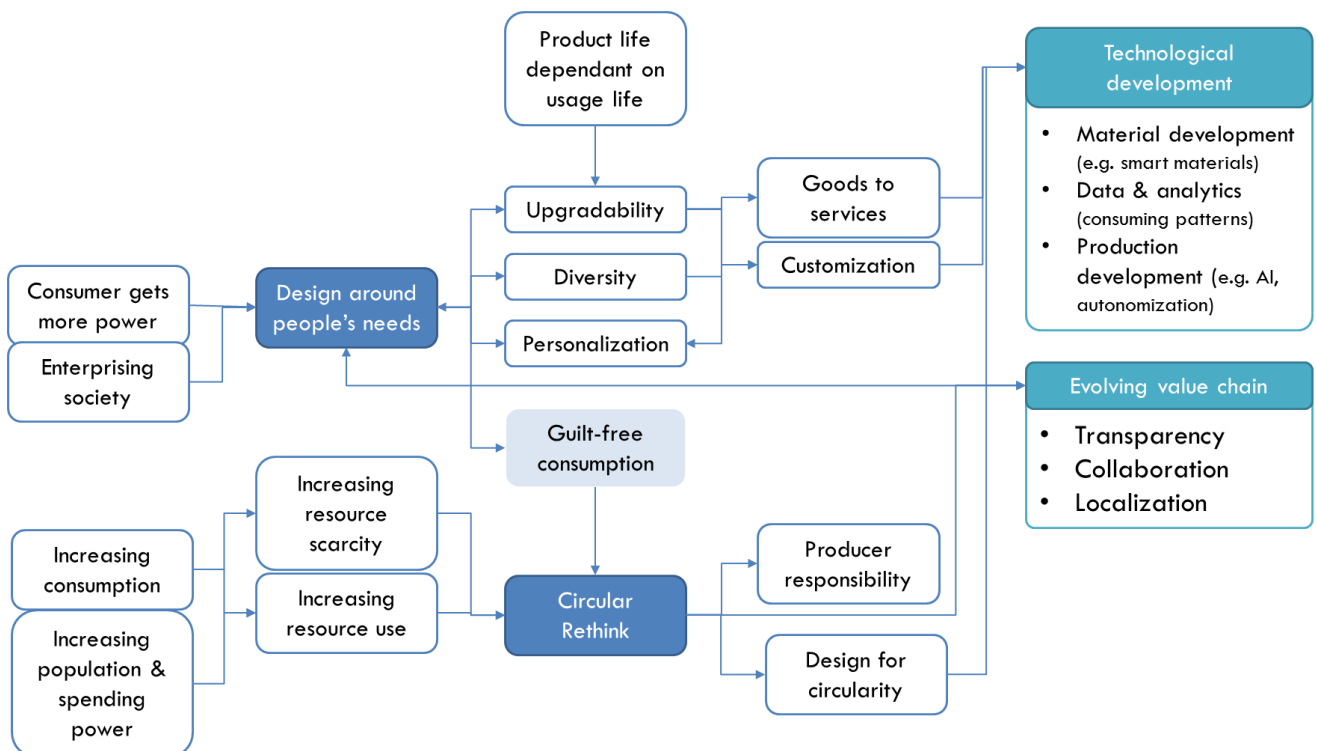 Product life
dependant on
usage life
Technological
development
• Material development
(e.g. smart materials)
• Data & analytics
(consuming patterns)
• Production
development (e.g. AI,
autonomization)
Upgradability
Goods to
services
Diversity
Customization
Personalization
Consumer gets
more power
Design around
people's needs
Enterprising
society
Evolving value chain
• Transparency
• Collaboration
• Localization
Guilt-free
consumption
Increasing
resource
scarcity
Increasing
consumption
Increasing
resource use
Increasing
population &
spending
power
Circular
Rethink
Producer
responsibility
Design for
circularity